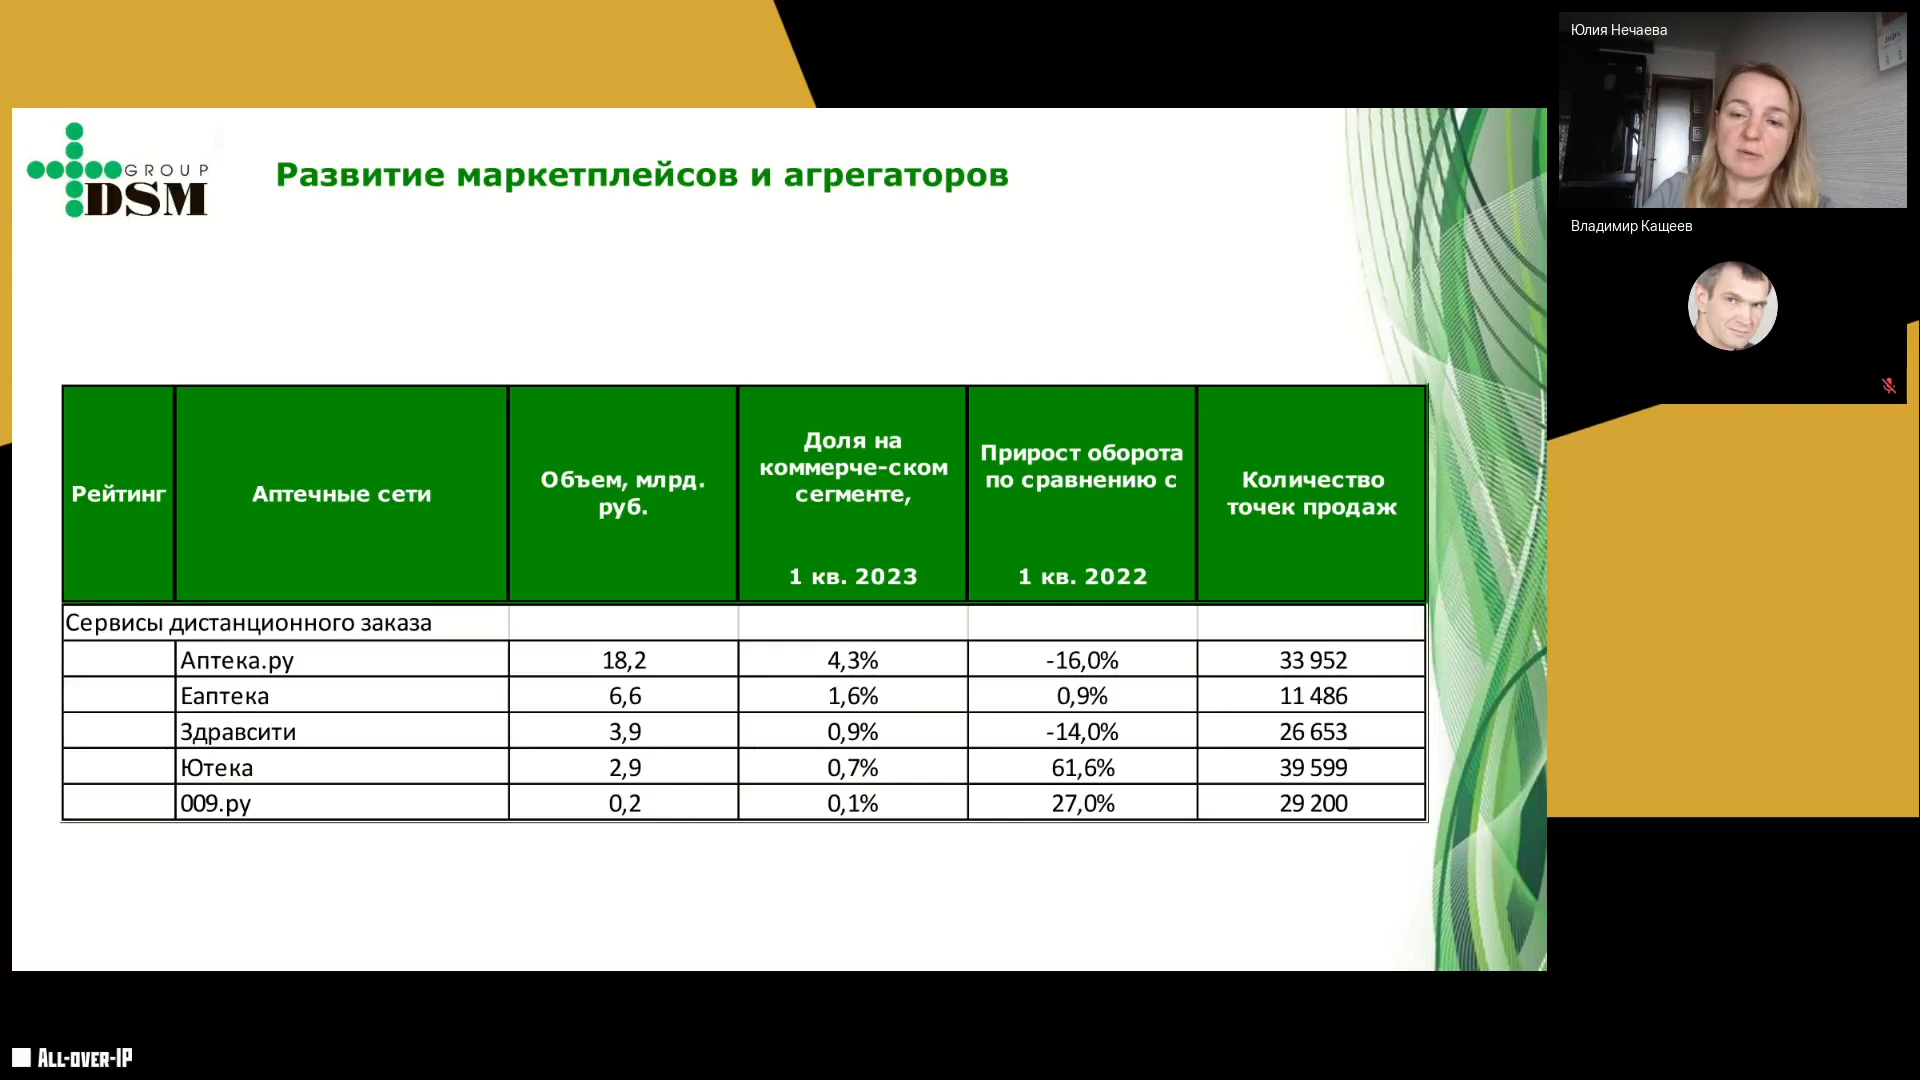 Юлия Нечаева
Владимир Кащеев
GROUP
DSM
Развитие маркетплейсов и агрегаторов
Рейтинг
Аптечные сети
Объем, млрд.
руб.
Доля на
коммерче-ском
сегменте,
1 кв. 2023
Прирост оборота
по сравнению с
1 кв. 2022
Количество
точек продаж
Сервисы дистанционного заказа
Аптека.ру 18,2 4,3% -16,0% 33 952
Еаптека 6,6 1,6% 0,9% 11 486
Здравсити 3,9 0,9% -14,0% 26 653
Ютека 2,9 0,7% 61,6% 39 599
009.ру 0,2 0,1% 27,0% 29 200
ALL-OVER-IP